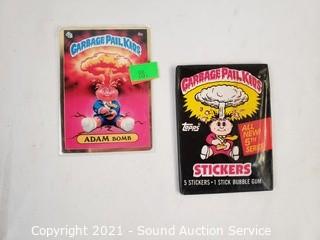 GARBAGE PAIL KIDS
8a
ADAM BOMB
GARBAGE PAIL KIDS
Topps
ALL NEW!
5TH
SERIES
STICKERS
5 STICKERS • 1 STICK BUBBLE GUM
Copyright 2021 - Sound Auction Service